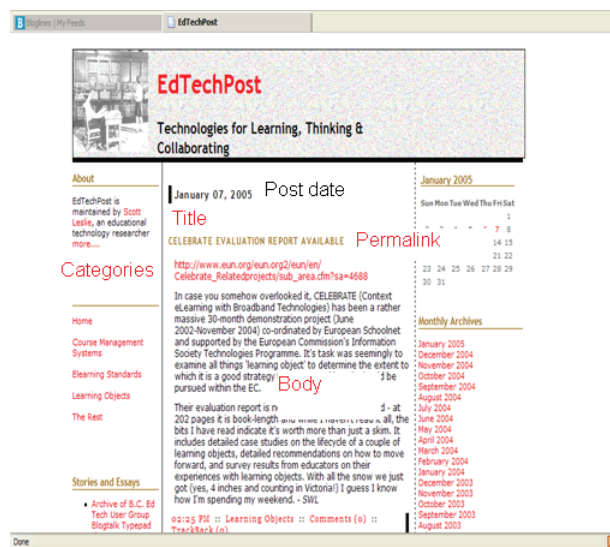 Bloglines | My Feeds
EdTechPost
EdTechPost
Technologies for Learning, Thinking &
Collaborating
About
EdTechPost is
maintained by Scott
Leslie, an educational
technology researcher
more....
Categories
Home
Course Management
Systems
Elearning Standards
Learning Objects
The Rest
Stories and Essays
Archive of B.C. Ed
Tech User Group
Blogtalk Typepad
January 07, 2005
Post date
Title
CELEBRATE EVALUATION REPORT AVAILABLE
Permalink
http://www.eun.org/eun.org2/eun/en/
Celebrate_Relatedprojects/sub_area.cfm?sa=4688
In case you somehow overlooked it, CELEBRATE (Context
eLearning with Broadband Technologies) has been a rather
massive 30-month demonstration project (June
2002-November 2004) co-ordinated by European Schoolnet
and supported by the European Commission's Information
Society Technologies Programme. It's task was seemingly to
examine all things 'learning object' to determine the extent to
which it is a good strategy be
Body
pursued within the EC.
Their evaluation report is d - at
202 pages it is book-length and while I haven't read it all, the
bits I have read indicate it's worth more than just a skim. It
includes detailed case studies on the lifecycle of a couple of
learning objects, detailed recommendations on how to move
forward, and survey results from educators on their
experiences with learning objects. With all the snow we just
got (yes, 4 inches and counting in Victoria!) I guess I know
how I'm spending my weekend. - SWL
02:25 PM :: Learning Objects :: Comments (0) ::
TrackBack (0)
January 2005
Sun Mon Tue Wed Thu Fri Sat
1
7 8
14 15
21 22
23 24 25 26 27 28 29
30 31
Monthly Archives
January 2005
December 2004
November 2004
October 2004
September 2004
August 2004
July 2004
June 2004
May 2004
April 2004
March 2004
February 2004
January 2004
December 2003
November 2003
October 2003
September 2003
August 2003
Done